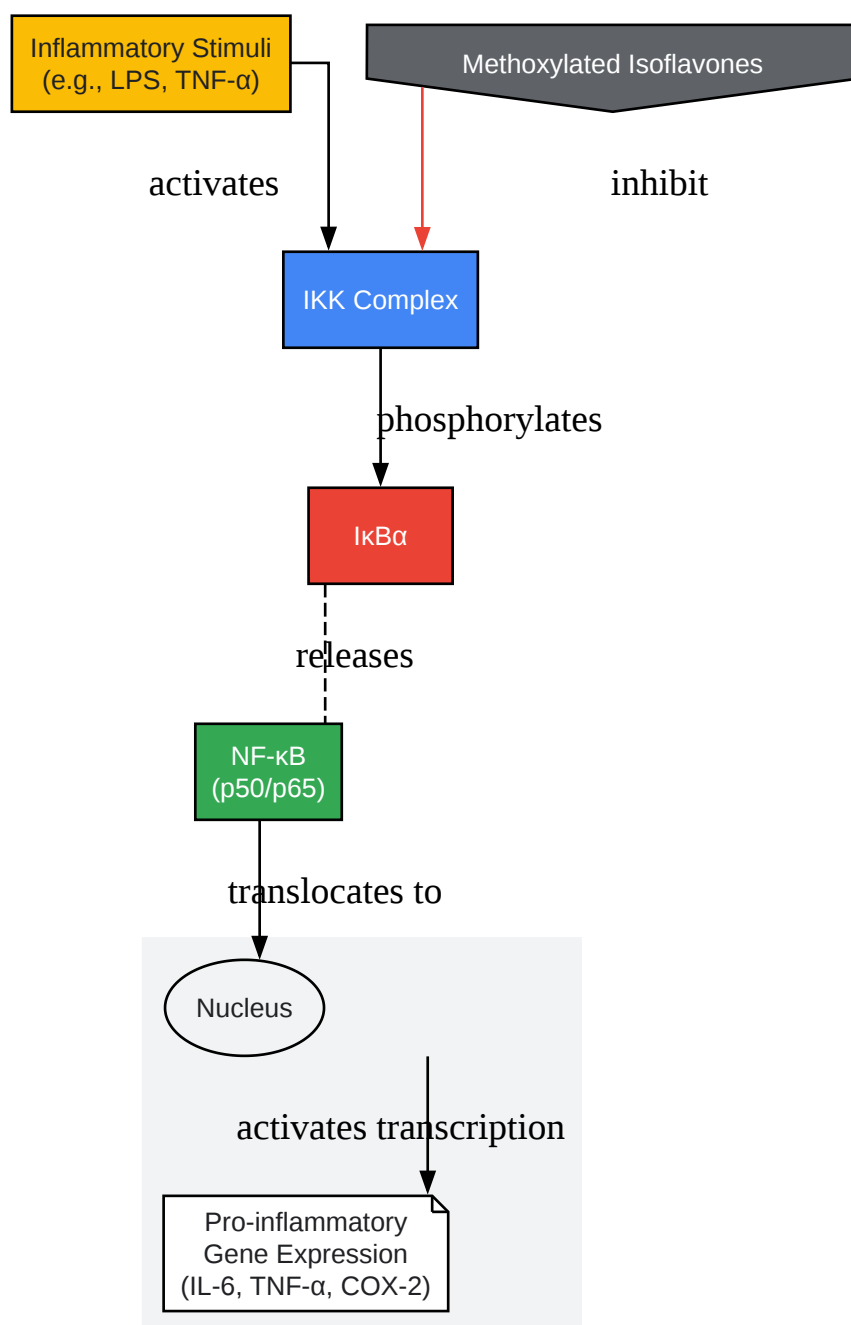 Inflammatory Stimuli
(e.g., LPS, TNF-α)
Methoxylated Isoflavones
activates
inhibit
IKK Complex
phosphorylates
IκBα
releases
NF-κB
(p50/p65)
translocates to
Nucleus
activates transcription
Pro-inflammatory
Gene Expression
(IL-6, TNF-α, COX-2)